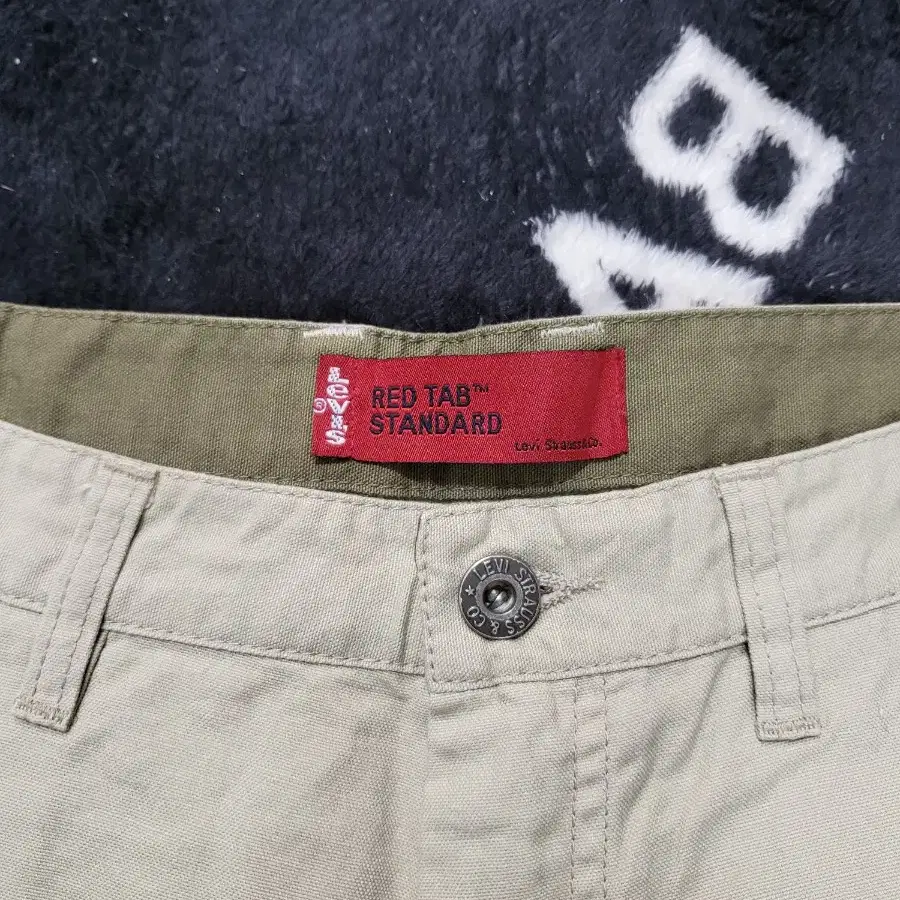 B
A
LEVI'S
®
RED TAB™
STANDARD
Levi Strauss&Co.
LEVI STRAUSS & CO ★